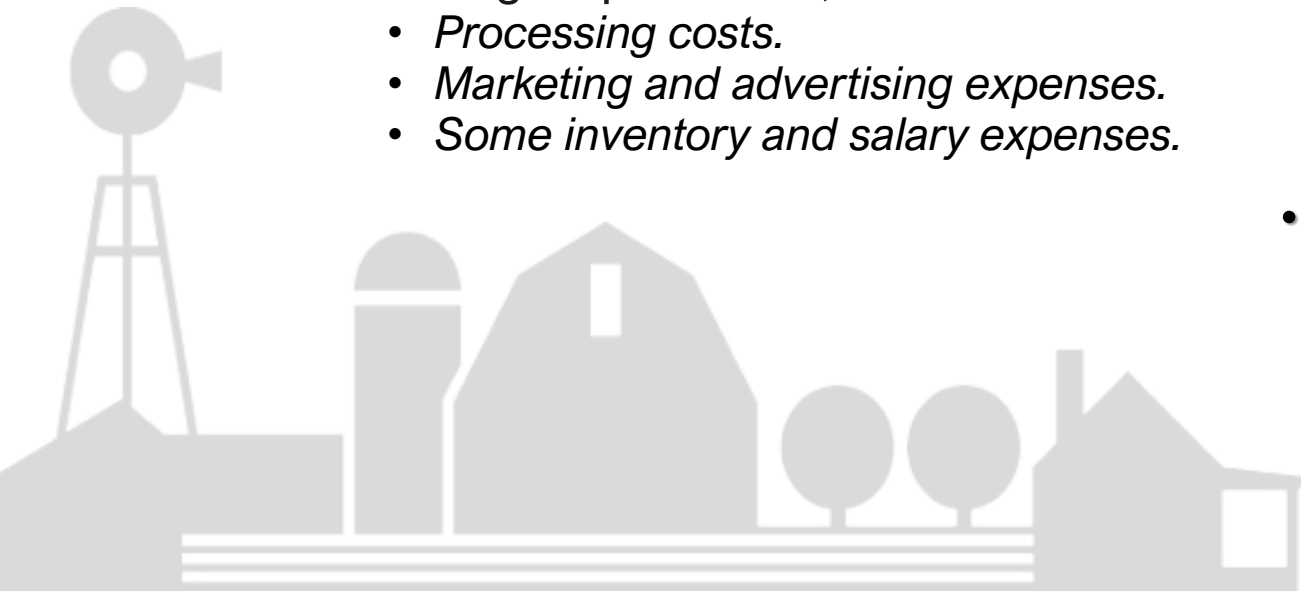 • Processing costs.
• Marketing and advertising expenses.
• Some inventory and salary expenses.
•